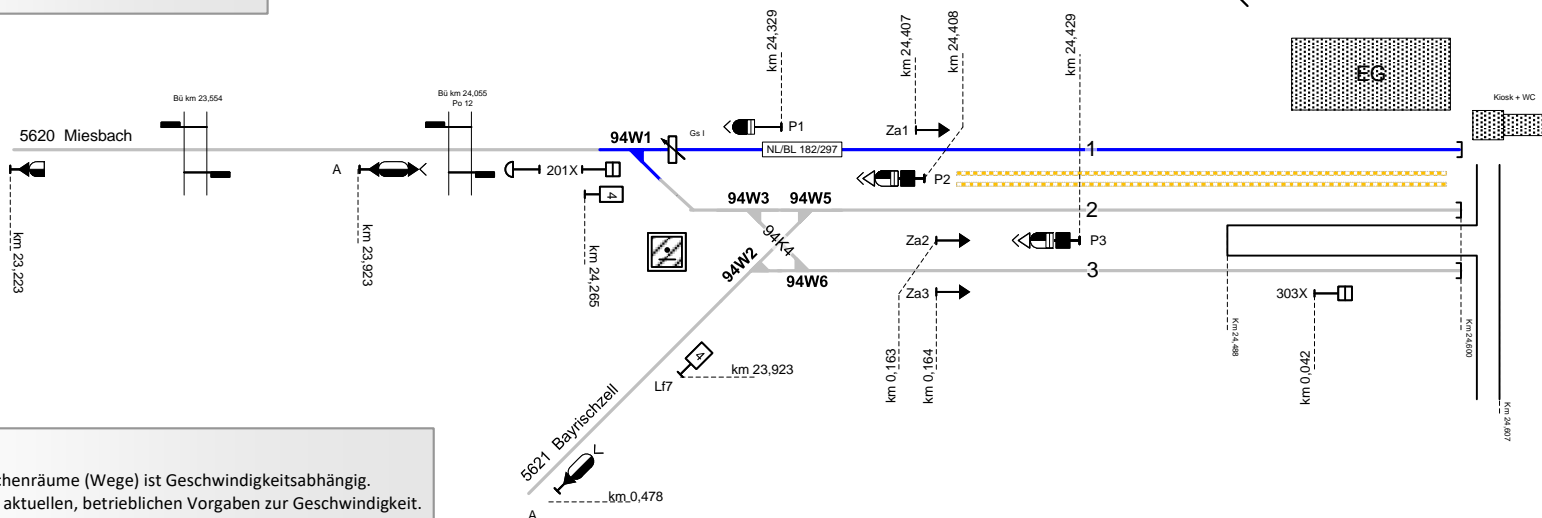 km 24,329
km 24,407
km 24,408
km 24,429
EG
Kiosk + WC
Bü km 23,554
Bü km 24,055
Po 12
5620 Miesbach
94W1
Gs I
P1
Za1
NL/BL 182/297
1
A
201X
4
P2
94W3
94W5
2
94K4
Za2
P3
94W2
94W6
3
Za3
303X
km 23,223
km 23,923
km 24,265
Km 24,488
Km 24,600
km 0,163
km 0,164
km 0,042
Km 24,607
4
Lf7
km 23,923
5621 Bayrischzell
km 0,478
A
chenräume (Wege) ist Geschwindigkeitsabhängig.
aktuellen, betrieblichen Vorgaben zur Geschwindigkeit.